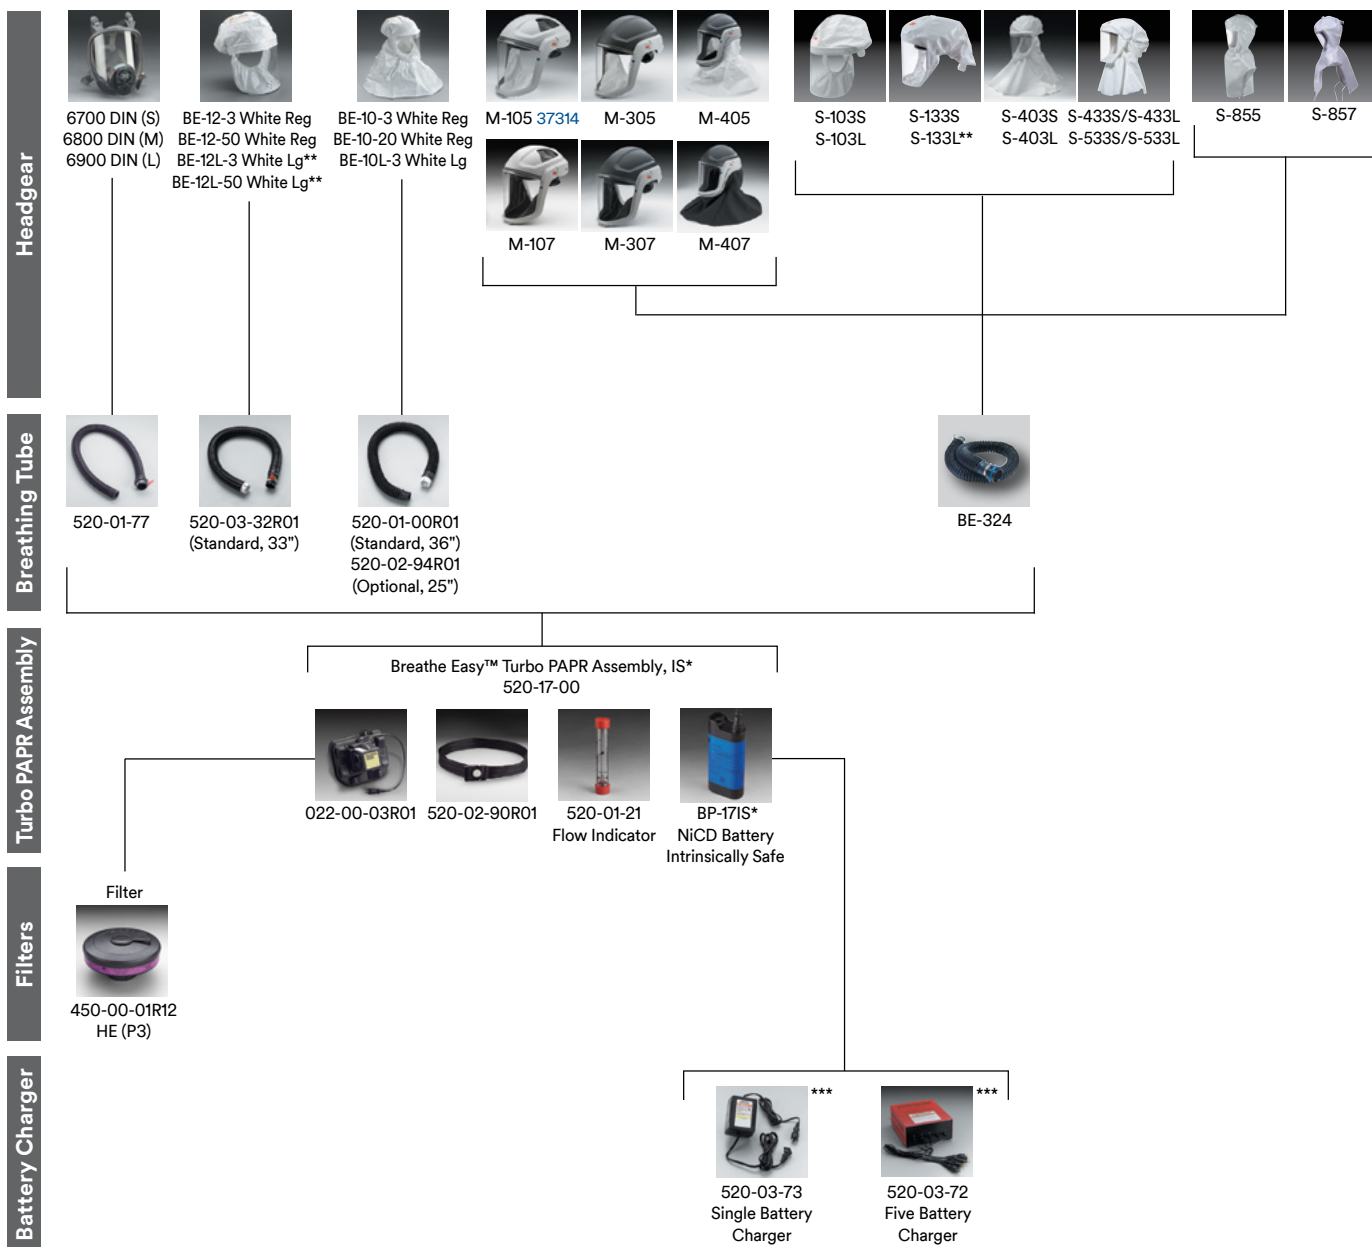 Headgear
6700 DIN (S)
6800 DIN (M)
6900 DIN (L)
BE-12-3 White Reg
BE-12-50 White Reg
BE-12L-3 White Lg**
BE-12L-50 White Lg**
BE-10-3 White Reg
BE-10-20 White Reg
BE-10L-3 White Lg
M-105 37314
M-305
M-405
M-107
M-307
M-407
S-103S
S-103L
S-133S
S-133L**
S-403S
S-403L
S-433S/S-433L
S-533S/S-533L
S-855
S-857
Breathing Tube
520-01-77
520-03-32R01
(Standard, 33")
520-01-00R01
(Standard, 36")
520-02-94R01
(Optional, 25")
BE-324
Turbo PAPR Assembly
Breathe Easy™ Turbo PAPR Assembly, IS*
520-17-00
022-00-03R01
520-02-90R01
520-01-21
Flow Indicator
BP-17IS*
NiCD Battery
Intrinsically Safe
Filters
Filter
450-00-01R12
HE (P3)
Battery Charger
***
520-03-73
Single Battery
Charger
***
520-03-72
Five Battery
Charger